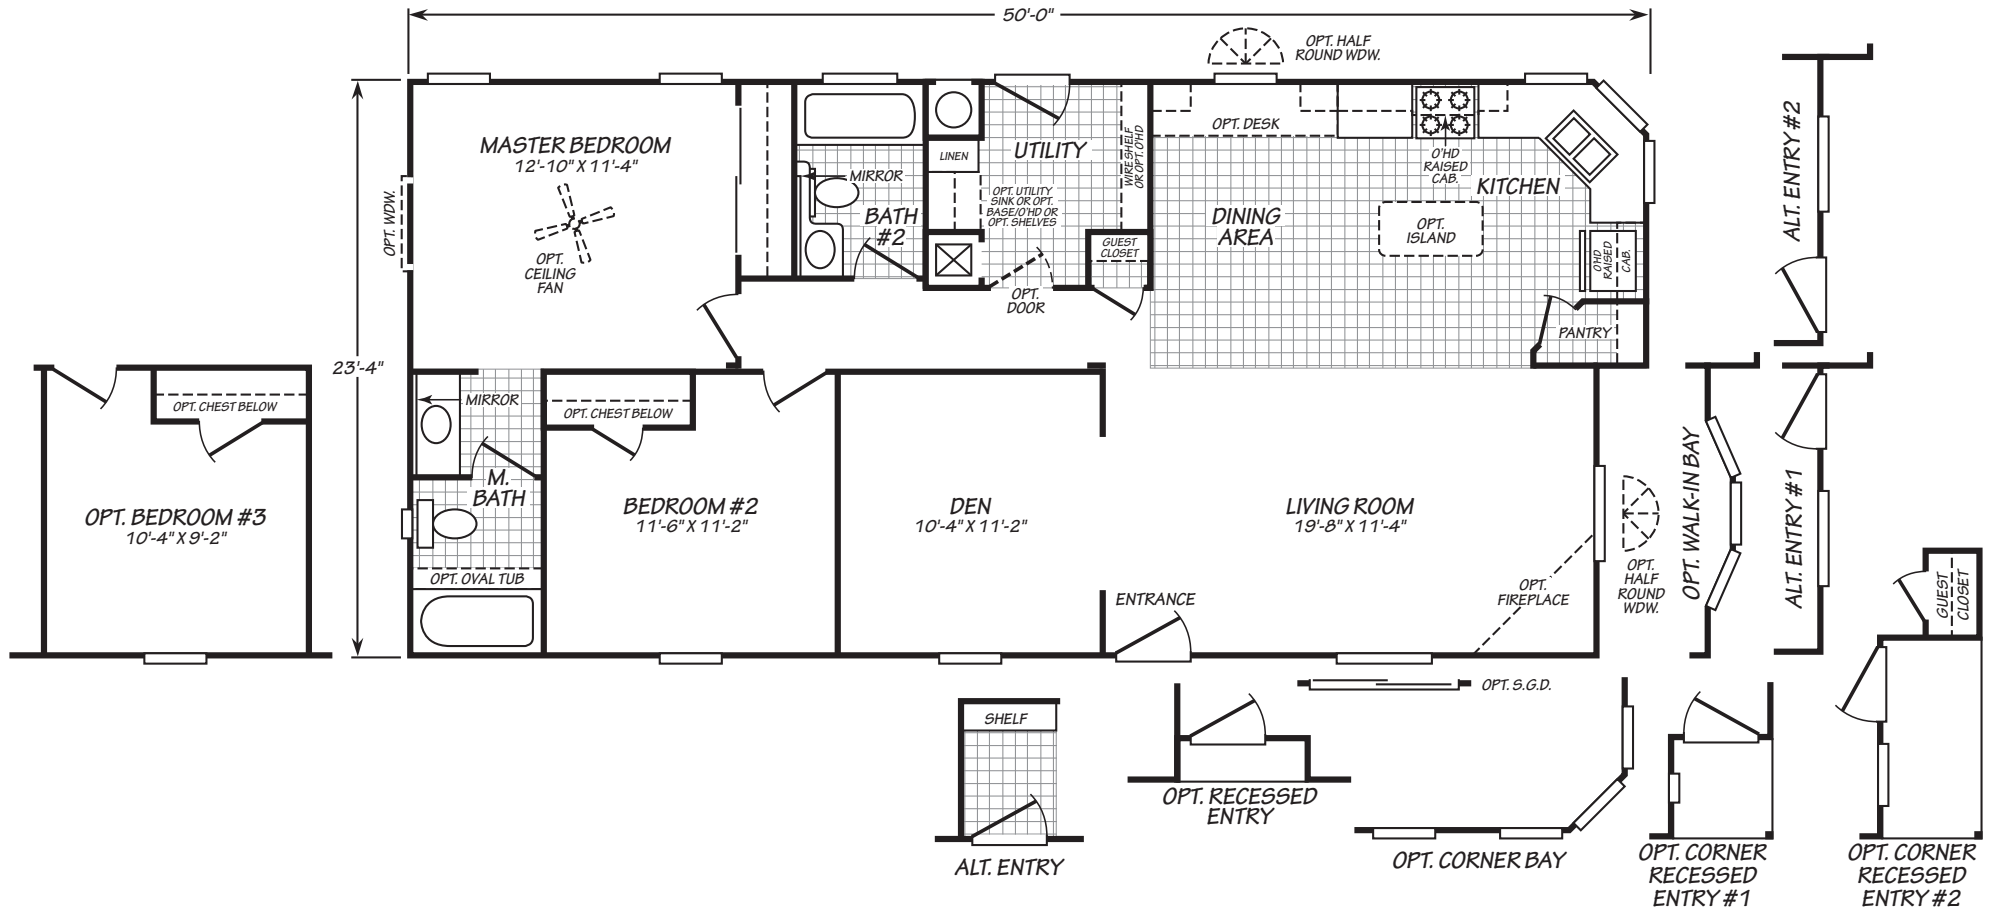 50'-0"
OPT. HALF
ROUND WDW.
MASTER BEDROOM
12'-10" X 11'-4"
OPT. WDW.
OPT.
CEILING
FAN
MIRROR
BATH
#2
LINEN
UTILITY
OPT. UTILITY
SINK OR OPT.
BASE/O'HD OR
OPT. SHELVES
WIRE SHELF
OR OPT. O'HD
GUEST
CLOSET
OPT.
DOOR
OPT. DESK
O'HD
RAISED
CAB.
KITCHEN
DINING
AREA
OPT.
ISLAND
O'HD
RAISED
CAB.
PANTRY
ALT. ENTRY #2
23'-4"
OPT. CHEST BELOW
OPT. BEDROOM #3
10'-4" X 9'-2"
MIRROR
M.
BATH
OPT. OVAL TUB
OPT. CHEST BELOW
BEDROOM #2
11'-6" X 11'-2"
DEN
10'-4" X 11'-2"
LIVING ROOM
19'-8" X 11'-4"
ENTRANCE
OPT.
FIREPLACE
OPT.
HALF
ROUND
WDW.
OPT. WALK-IN BAY
ALT. ENTRY #1
GUEST
CLOSET
OPT. S.G.D.
SHELF
ALT. ENTRY
OPT. RECESSED
ENTRY
OPT. CORNER BAY
OPT. CORNER
RECESSED
ENTRY #1
OPT. CORNER
RECESSED
ENTRY #2